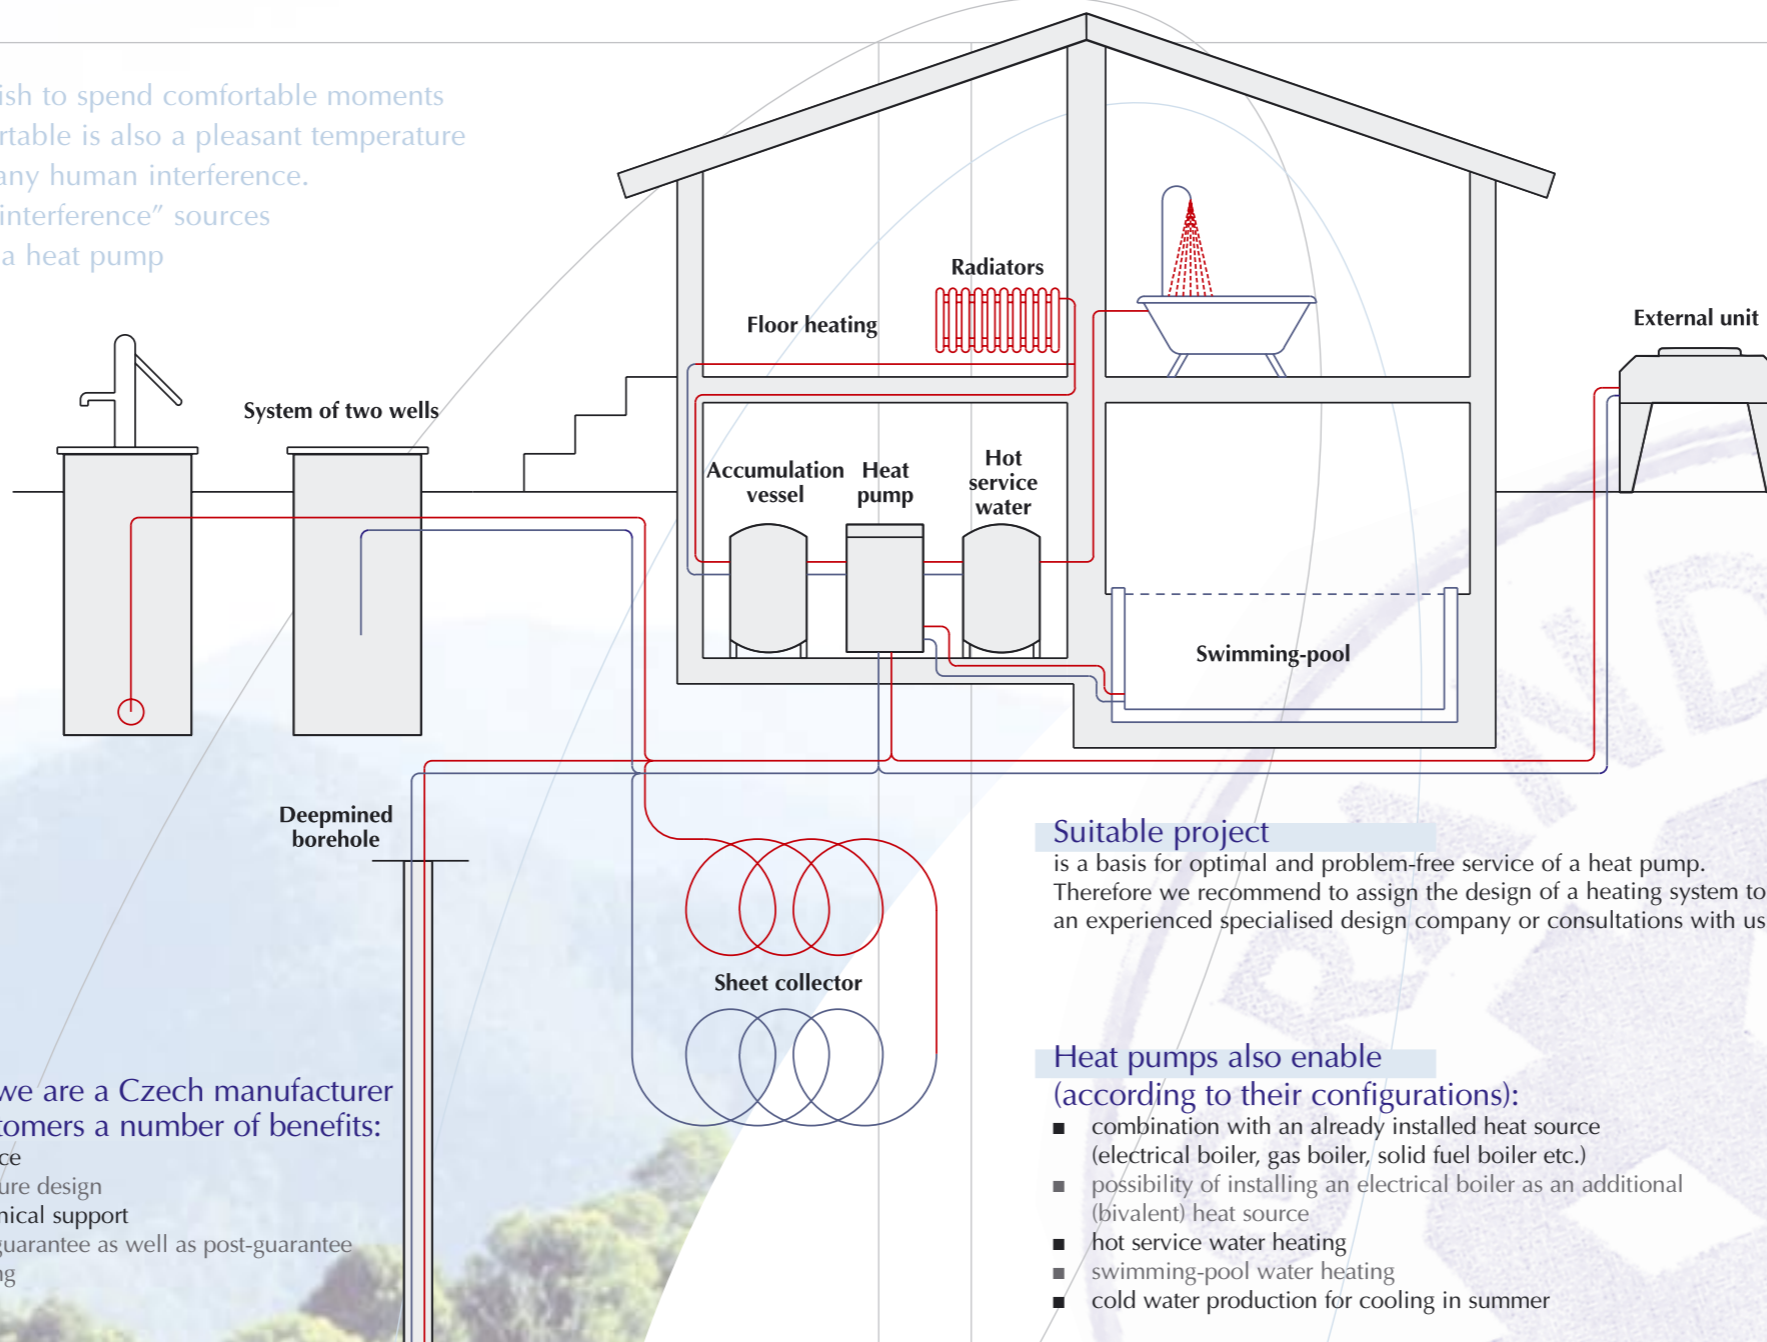 ish to spend comfortable moments
rtable is also a pleasant temperature
any human interference.
interference” sources
a heat pump
Radiators
Floor heating
External unit
System of two wells
Accumulation
vessel
Heat
pump
Hot
service
water
Swimming-pool
Deepmined
borehole
Sheet collector
Suitable project
is a basis for optimal and problem-free service of a heat pump.
Therefore we recommend to assign the design of a heating system to
an experienced specialised design company or consultations with us
Heat pumps also enable
(according to their configurations):
■ combination with an already installed heat source
(electrical boiler, gas boiler, solid fuel boiler etc.)
■ possibility of installing an electrical boiler as an additional
(bivalent) heat source
■ hot service water heating
■ swimming-pool water heating
■ cold water production for cooling in summer
we are a Czech manufacturer
tomers a number of benefits:
ce
ure design
nical support
guarantee as well as post-guarantee
ng
GRAND